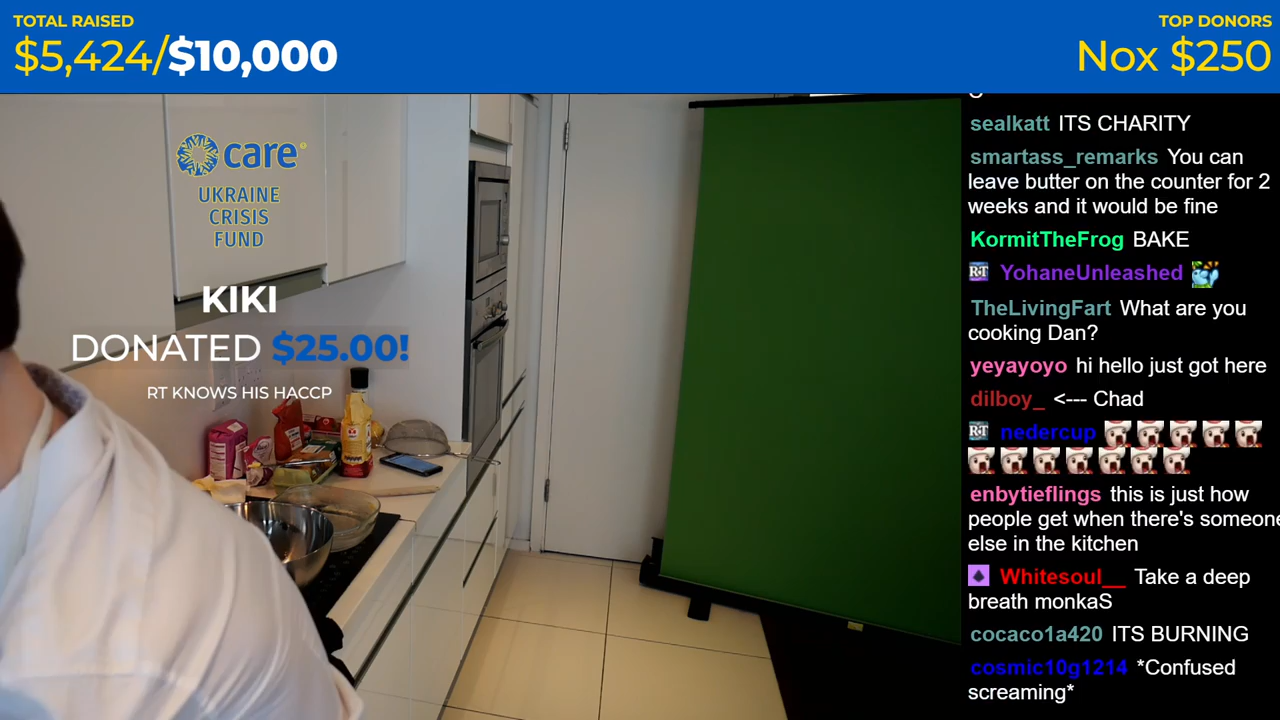 TOTAL RAISED
$5,424/$10,000
TOP DONORS
Nox $250
care
UKRAINE
CRISIS
FUND
KIKI
DONATED $25.00!
RT KNOWS HIS HACCP
sealkatt ITS CHARITY
smartass_remarks You can
leave butter on the counter for 2
weeks and it would be fine
KormitTheFrog BAKE
RT YohaneUnleashed
TheLivingFart What are you
cooking Dan?
yeyayoyo hi hello just got here
dilboy_ <--- Chad
RT nedercup
enbytieflings this is just how
people get when there's someone
else in the kitchen
Whitesoul__ Take a deep
breath monkaS
cocaco1a420 ITS BURNING
cosmic10g1214 *Confused
screaming*